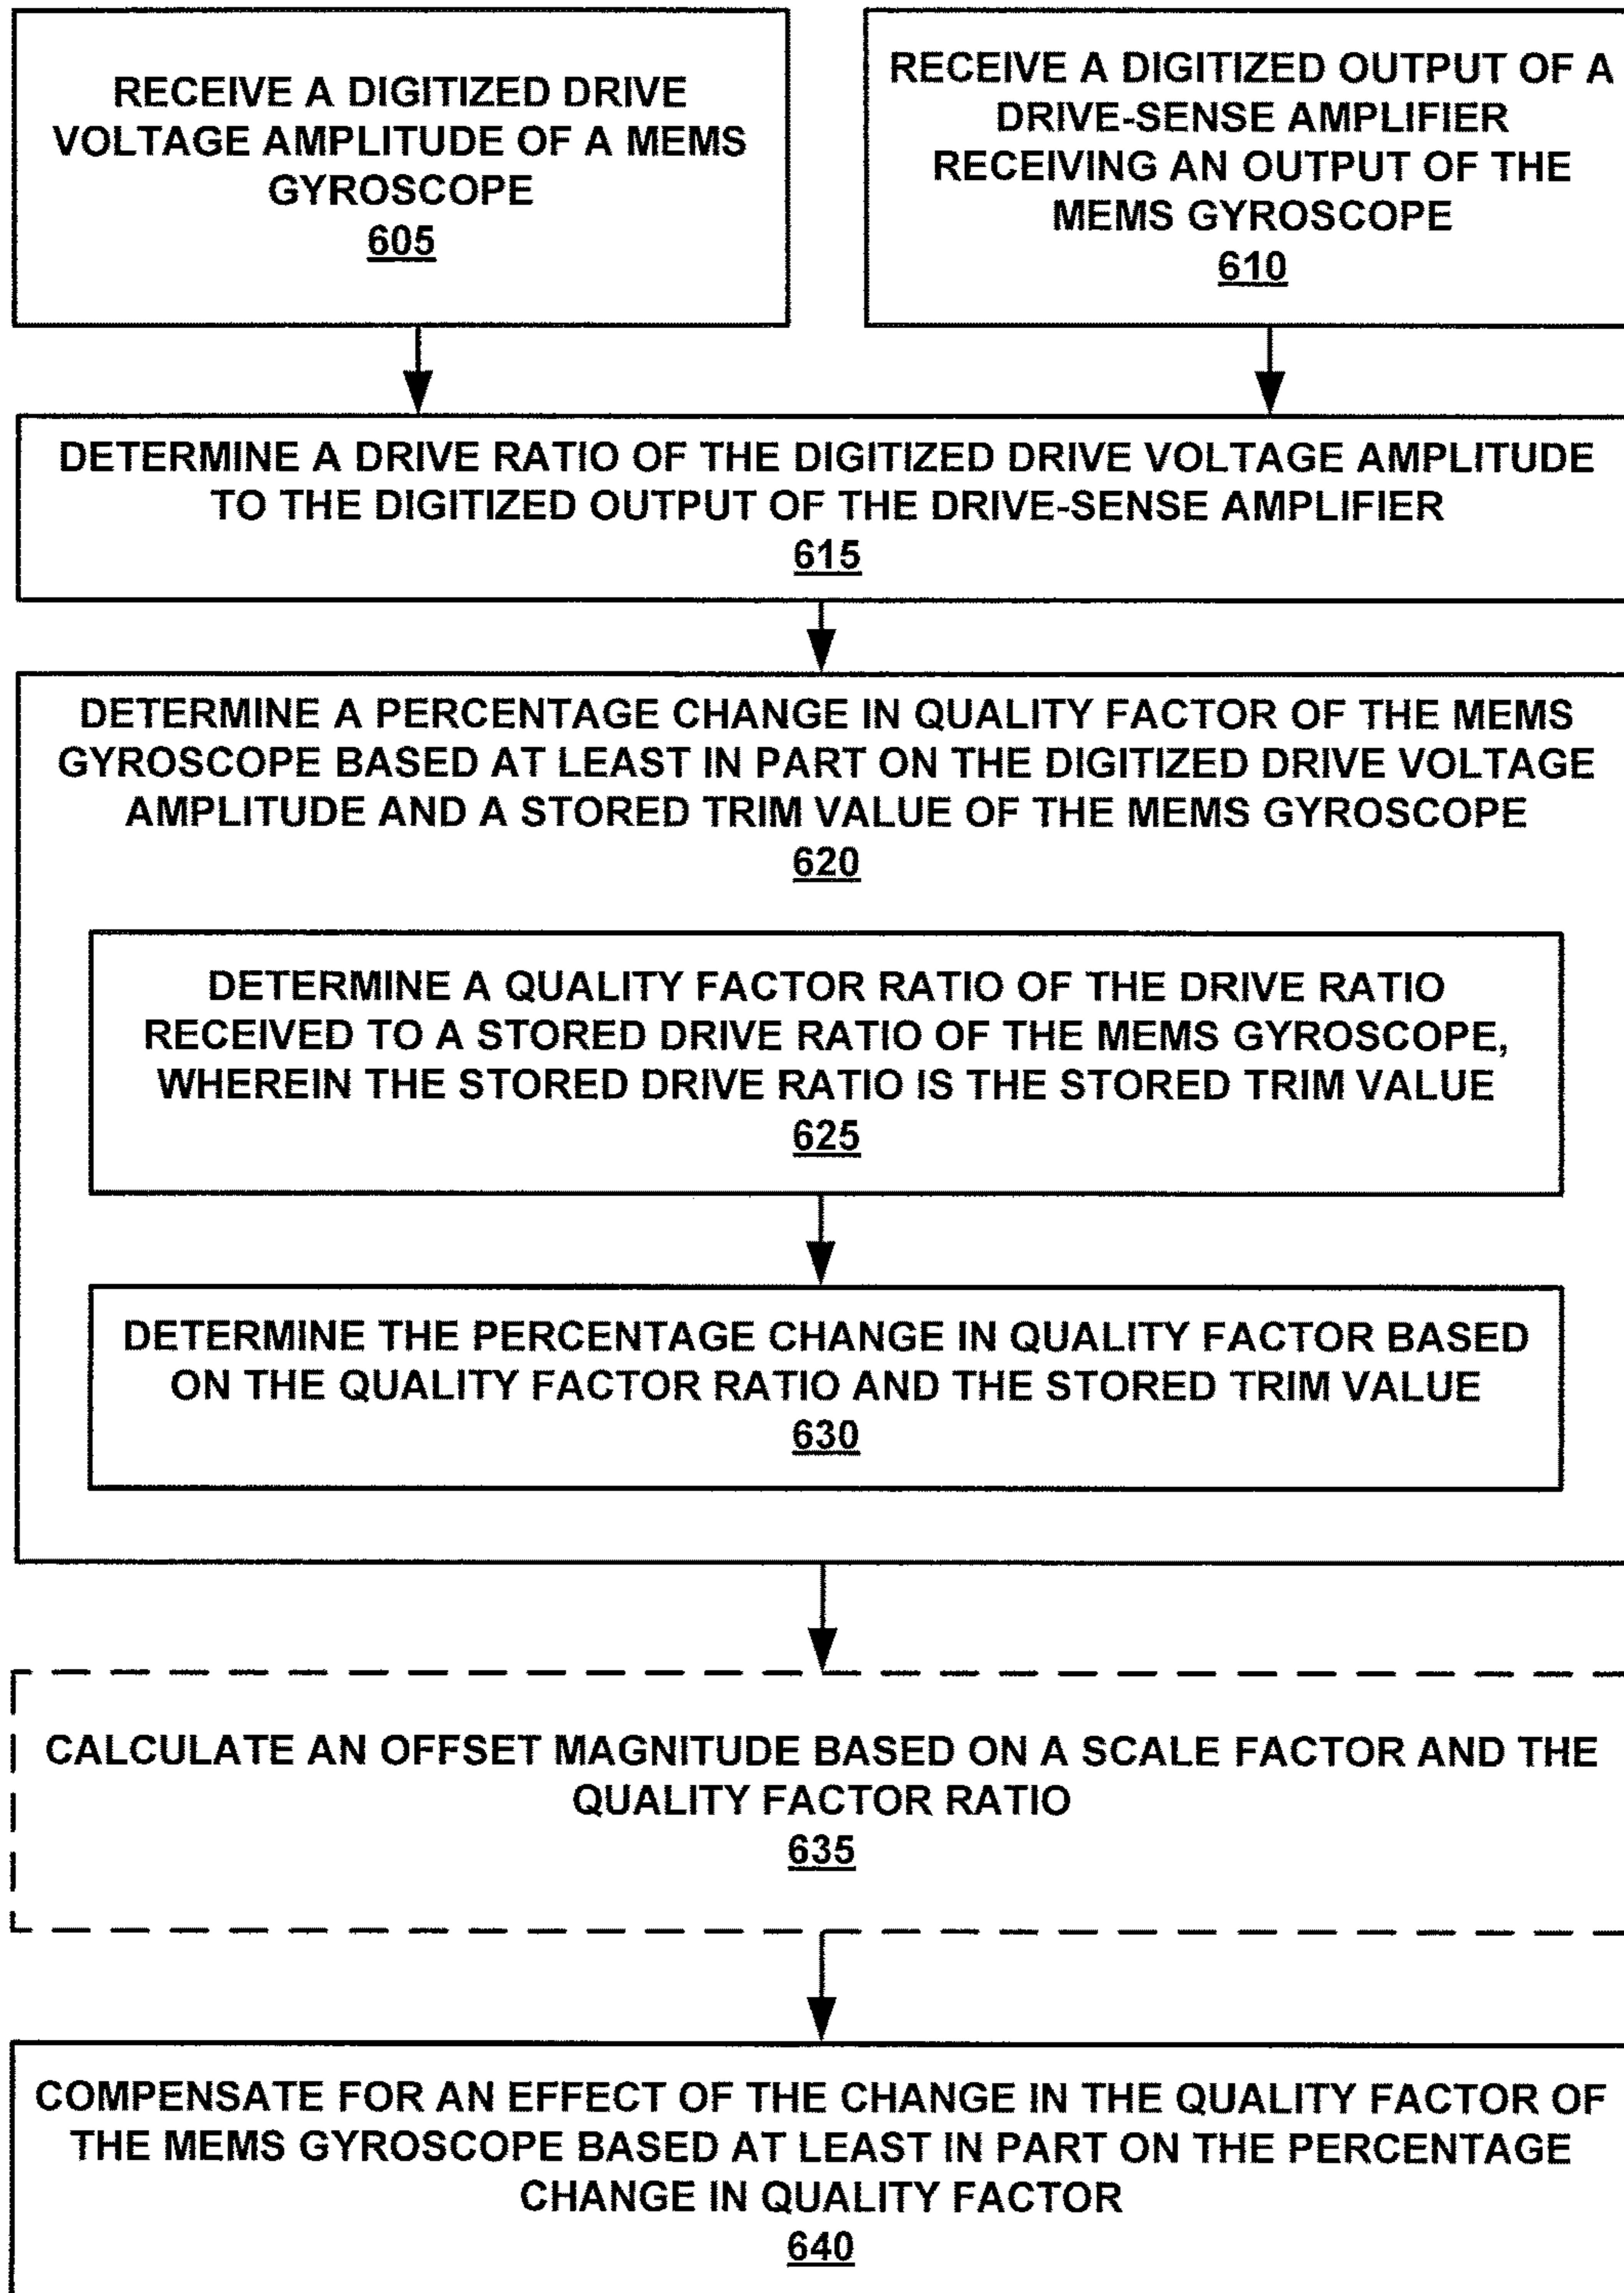 RECEIVE A DIGITIZED DRIVE
VOLTAGE AMPLITUDE OF A MEMS
GYROSCOPE
605
RECEIVE A DIGITIZED OUTPUT OF A
DRIVE-SENSE AMPLIFIER
RECEIVING AN OUTPUT OF THE
MEMS GYROSCOPE
610
DETERMINE A DRIVE RATIO OF THE DIGITIZED DRIVE VOLTAGE AMPLITUDE
TO THE DIGITIZED OUTPUT OF THE DRIVE-SENSE AMPLIFIER
615
DETERMINE A PERCENTAGE CHANGE IN QUALITY FACTOR OF THE MEMS
GYROSCOPE BASED AT LEAST IN PART ON THE DIGITIZED DRIVE VOLTAGE
AMPLITUDE AND A STORED TRIM VALUE OF THE MEMS GYROSCOPE
620
DETERMINE A QUALITY FACTOR RATIO OF THE DRIVE RATIO
RECEIVED TO A STORED DRIVE RATIO OF THE MEMS GYROSCOPE,
WHEREIN THE STORED DRIVE RATIO IS THE STORED TRIM VALUE
625
DETERMINE THE PERCENTAGE CHANGE IN QUALITY FACTOR BASED
ON THE QUALITY FACTOR RATIO AND THE STORED TRIM VALUE
630
CALCULATE AN OFFSET MAGNITUDE BASED ON A SCALE FACTOR AND THE
QUALITY FACTOR RATIO
635
COMPENSATE FOR AN EFFECT OF THE CHANGE IN THE QUALITY FACTOR OF
THE MEMS GYROSCOPE BASED AT LEAST IN PART ON THE PERCENTAGE
CHANGE IN QUALITY FACTOR
640